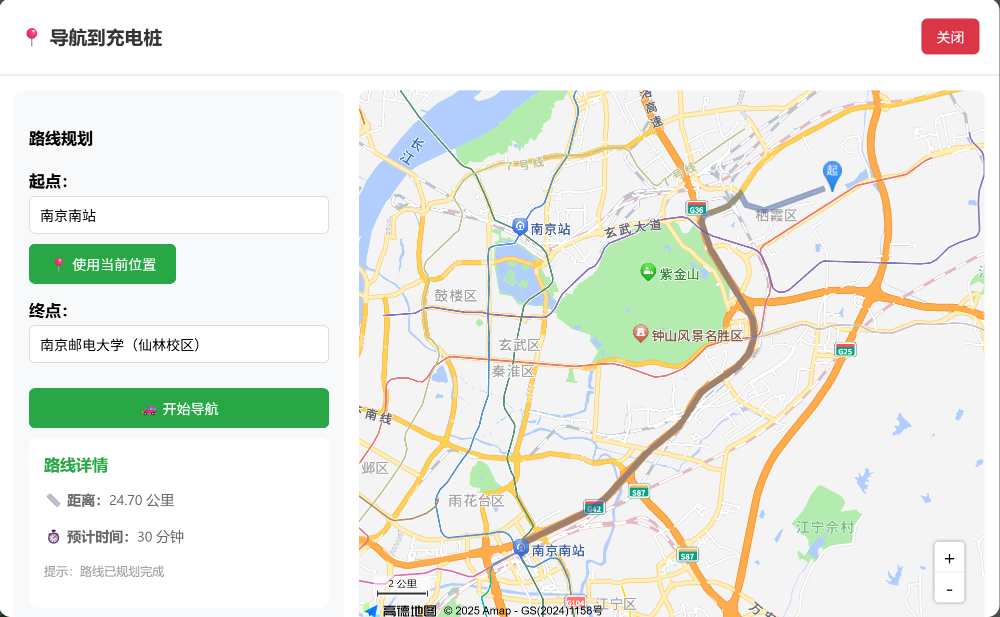 导航到充电桩
关闭
路线规划
起点：
南京南站
使用当前位置
终点：
南京邮电大学（仙林校区）
开始导航
路线详情
距离： 24.70 公里
预计时间： 30 分钟
提示：路线已规划完成
洛高速
长江
7号线
7号线
起
G36
栖霞区
南京站
玄武大道
紫金山
鼓楼区
钟山风景名胜区
玄武区
G25
秦淮区
南线
邺区
S87
雨花台区
G42
江宁佘村
南京南站
S87
2 公里
G104
江宁区
万安
高德地图 © 2025 Amap - GS(2024)1158号
+
-